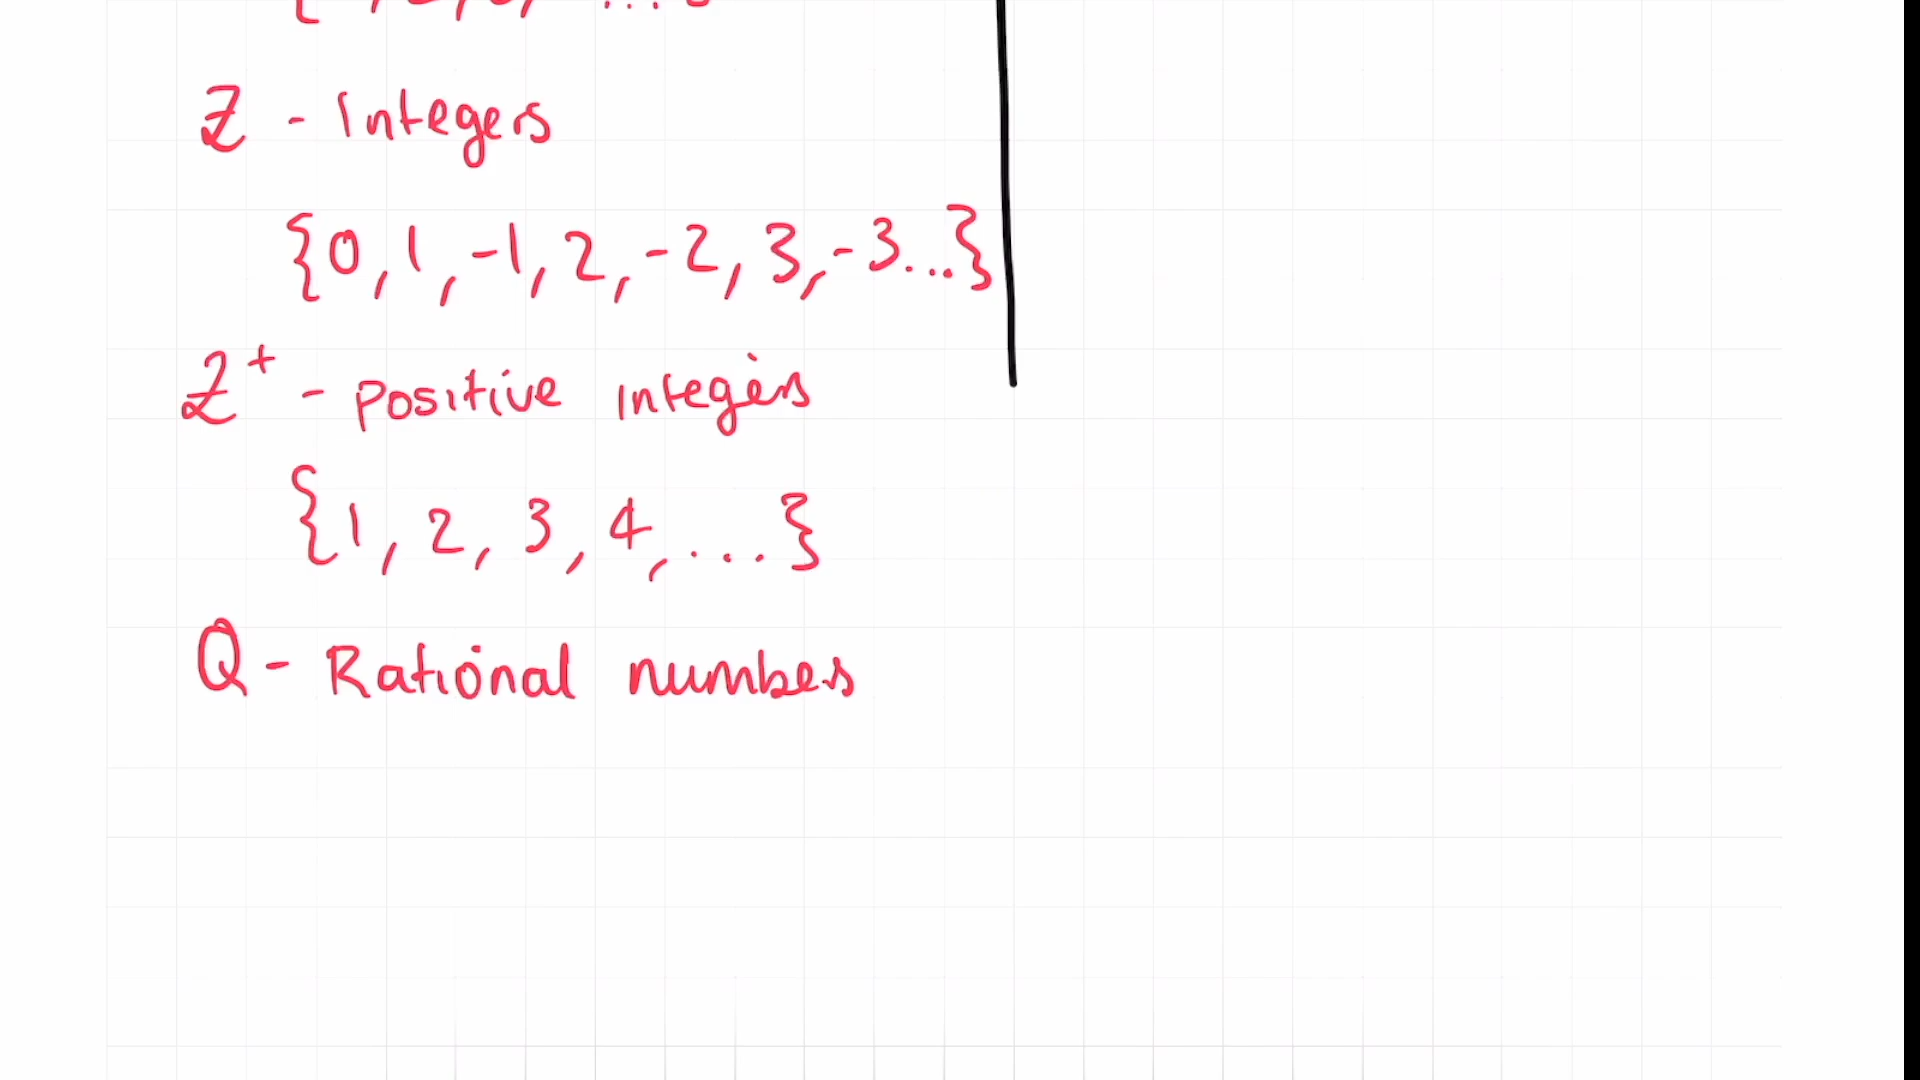 Z - Integers
{0, 1, -1, 2, -2, 3, -3...}
Z+ - positive integers
{1, 2, 3, 4, ...}
Q - Rational numbers